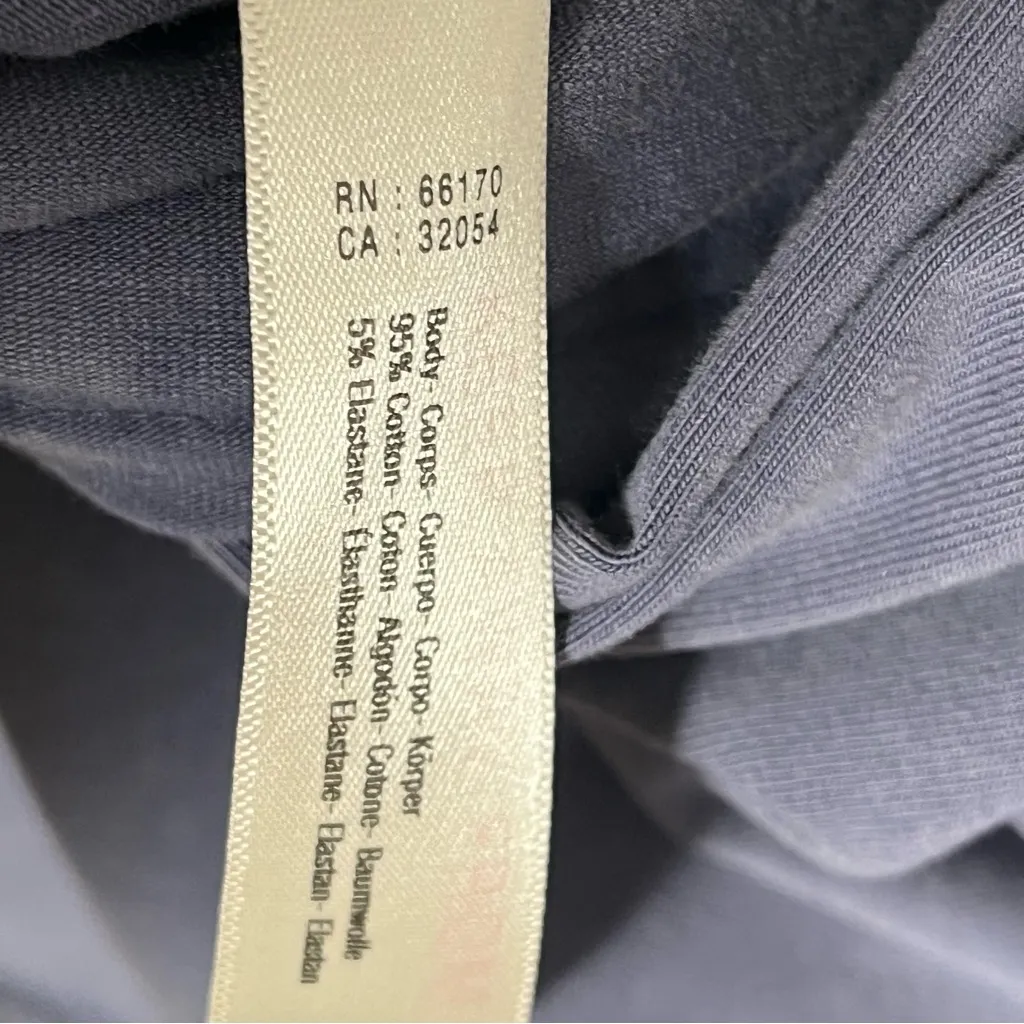 RN : 66170
CA : 32054
Body- Corps- Cuerpo- Corpo- Körper
95% Cotton- Coton- Algodón- Cotone- Baumwolle
5% Elastane- Élasthanne- Elastane- Elastan- Elastan